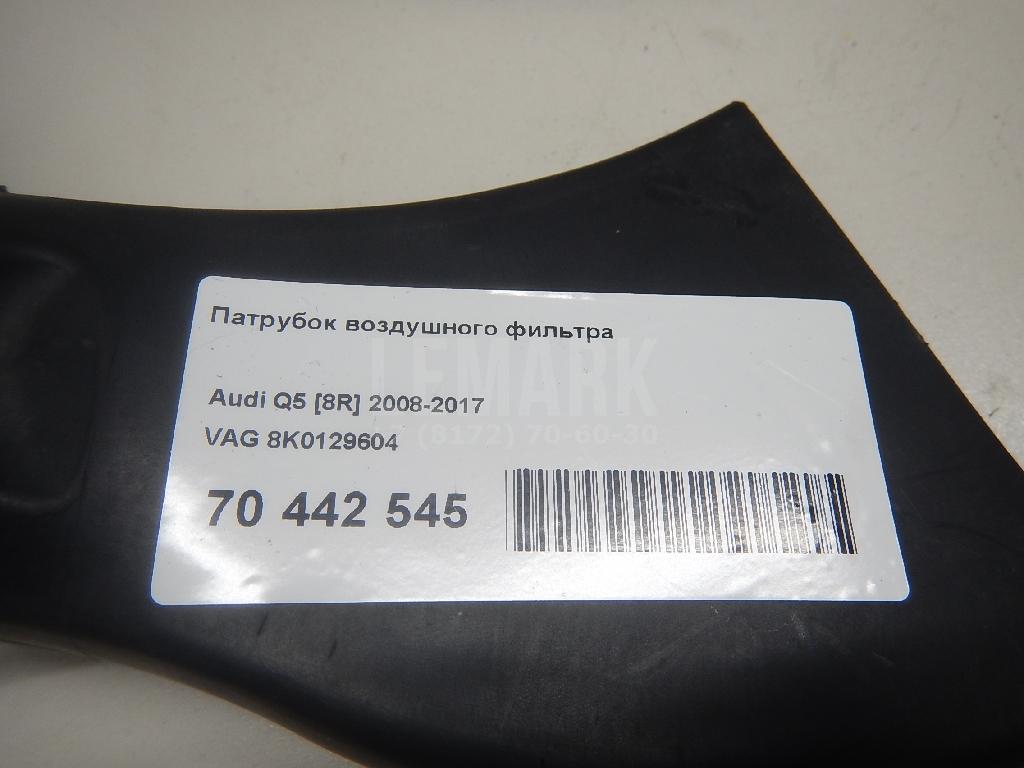 Патрубок воздушного фильтра
LEMARK
Audi Q5 [8R] 2008-2017
(8172) 70-60-30
VAG 8K0129604
70 442 545